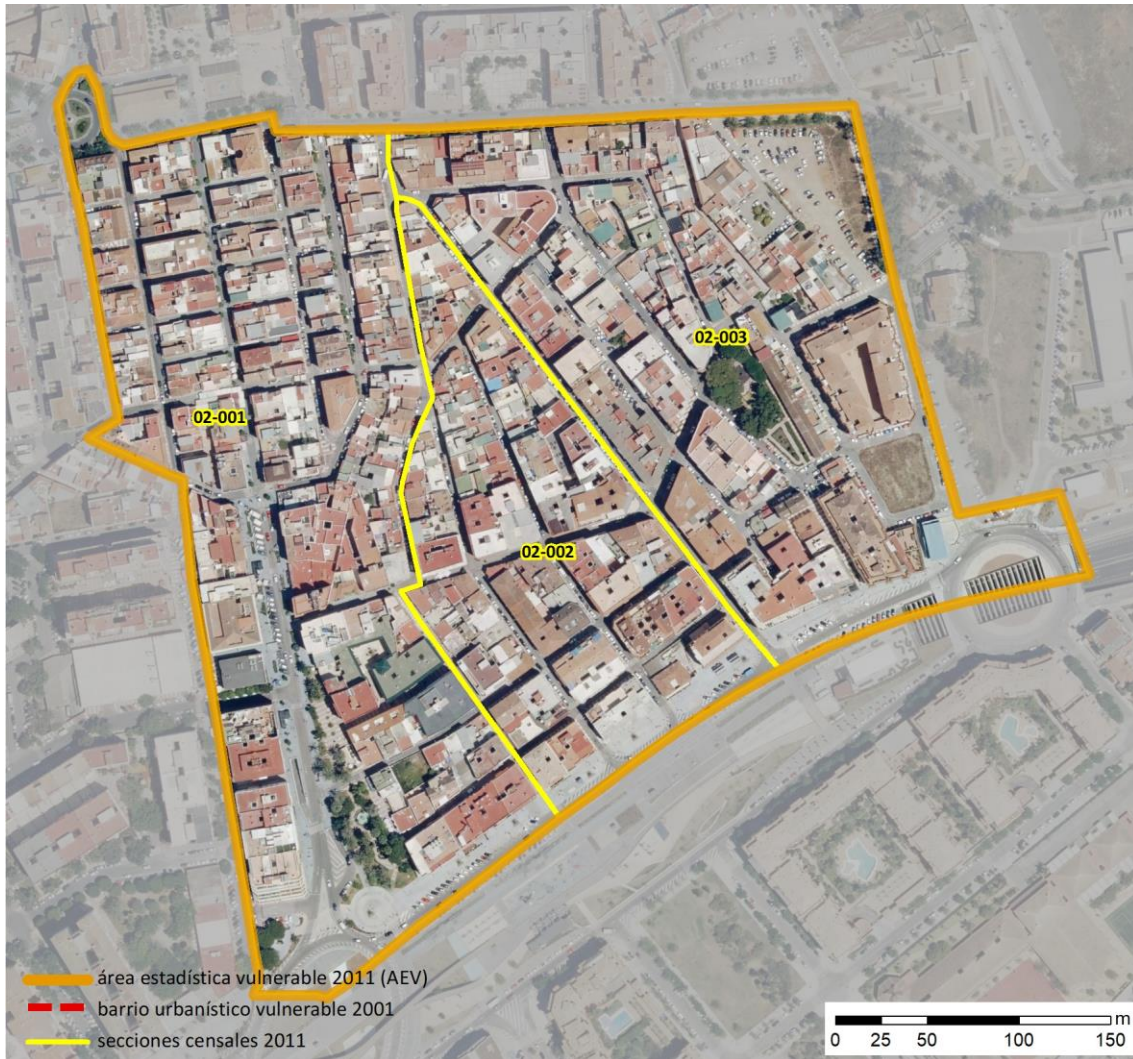 02-003
02-001
02-002
área estadística vulnerable 2011 (AEV)
barrio urbanístico vulnerable 2001
secciones censales 2011
m
0 25 50 100 150